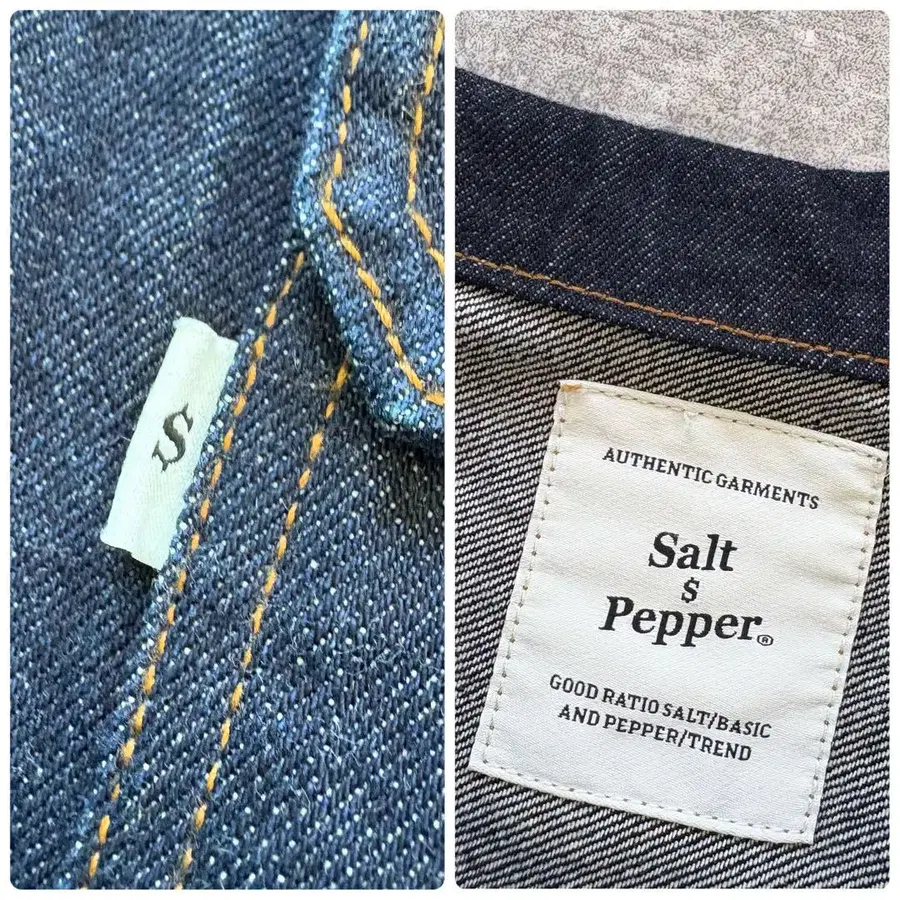 S
AUTHENTIC GARMENTS
Salt
$
Pepper®
GOOD RATIO SALT/BASIC
AND PEPPER/TREND